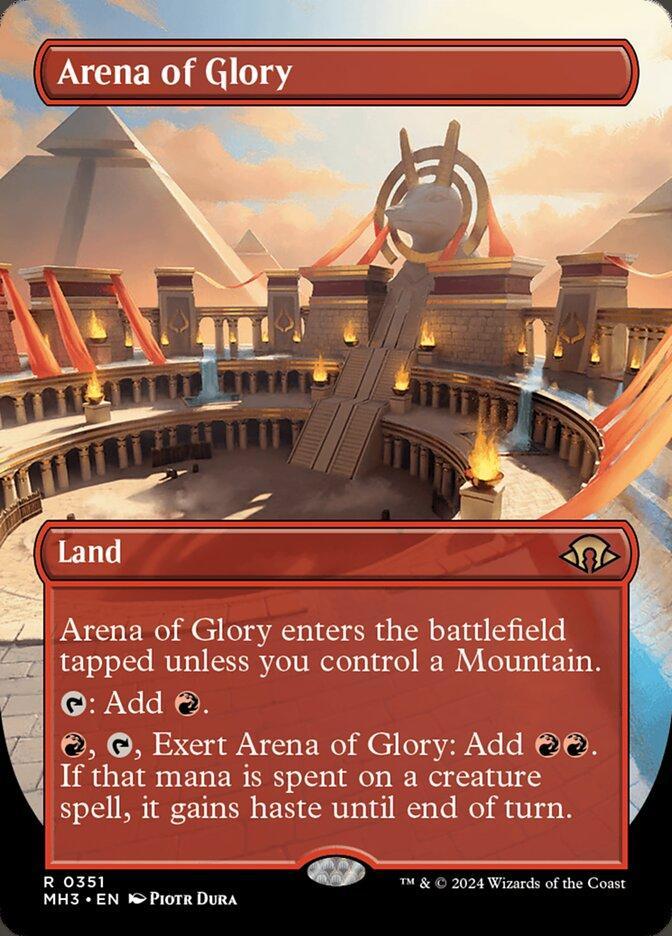 Arena of Glory
Land
Arena of Glory enters the battlefield
tapped unless you control a Mountain.
: Add .
, , Exert Arena of Glory: Add .
If that mana is spent on a creature
spell, it gains haste until end of turn.
R 0351
MH3 • EN Piotr Dura
™ & © 2024 Wizards of the Coast